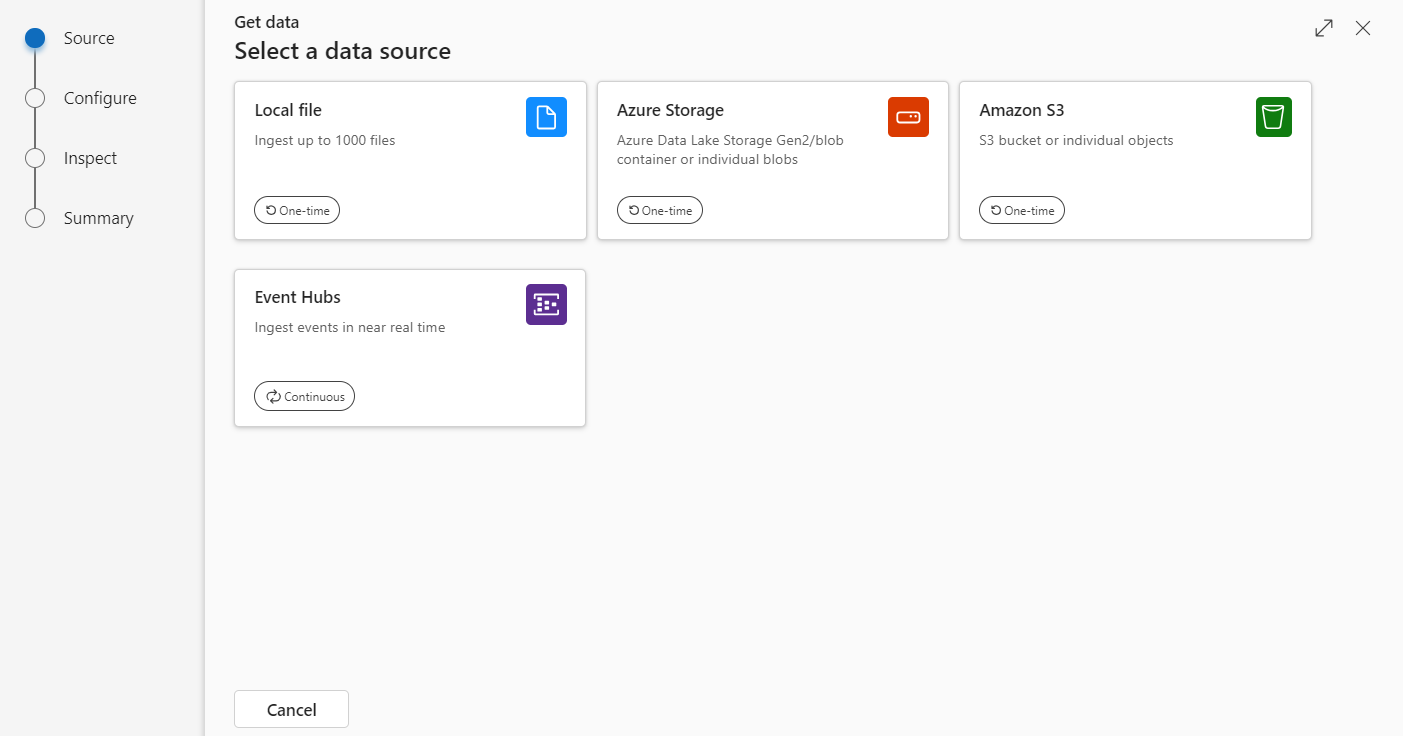 Source
Configure
Inspect
Summary
Get data
Select a data source
Local file
Ingest up to 1000 files
One-time
Azure Storage
Azure Data Lake Storage Gen2/blob
container or individual blobs
One-time
Amazon S3
S3 bucket or individual objects
One-time
Event Hubs
Ingest events in near real time
Continuous
Cancel